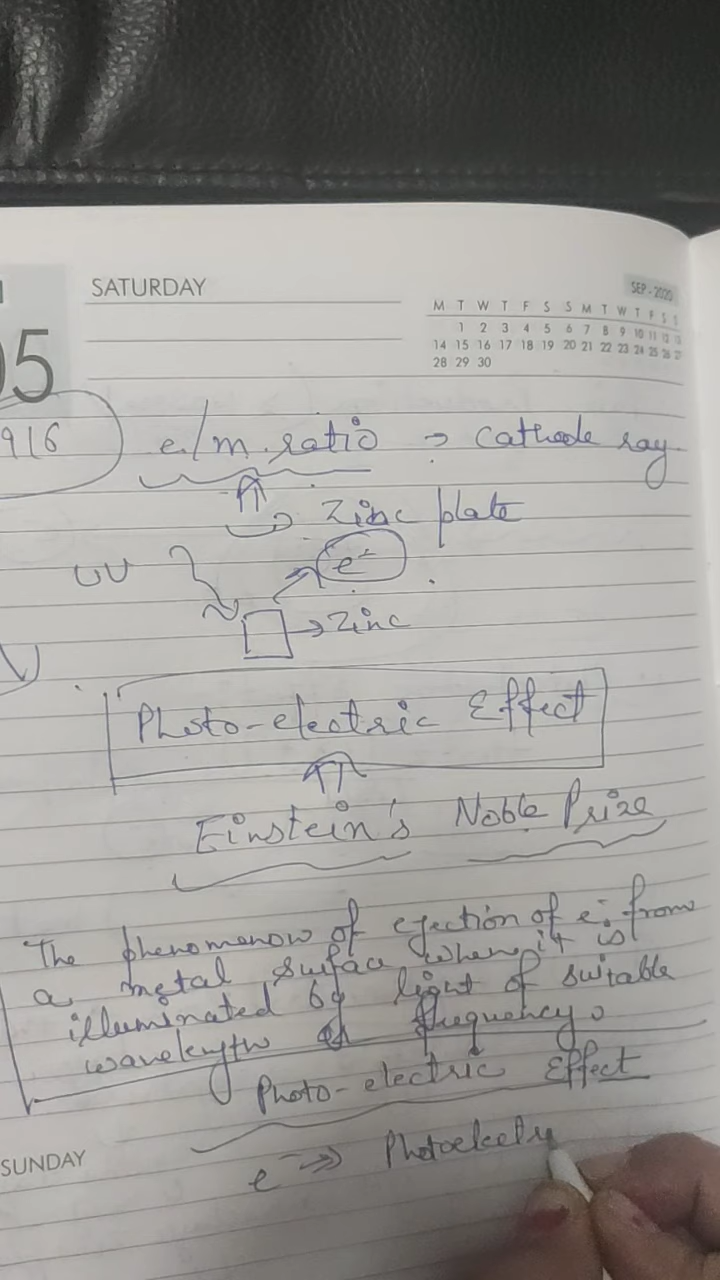 SATURDAY
SEP - 2020
M T W T F S S M T W T F S S
1 2 3 4 5 6 7 8 9 10 11 12 13
14 15 16 17 18 19 20 21 22 23 24 25 26 27
28 29 30
05
916
e/m ratio → Cathode ray
→ Zinc plate
UV
e-
→ Zinc
Photo-electric Effect
Einstein's Noble Prize
The phenomenon of ejection of e- from
a metal surface when it is
illuminated by light of suitable
wavelength or frequency.
Photo-electric Effect
SUNDAY
e- ⇒ Photoelectr